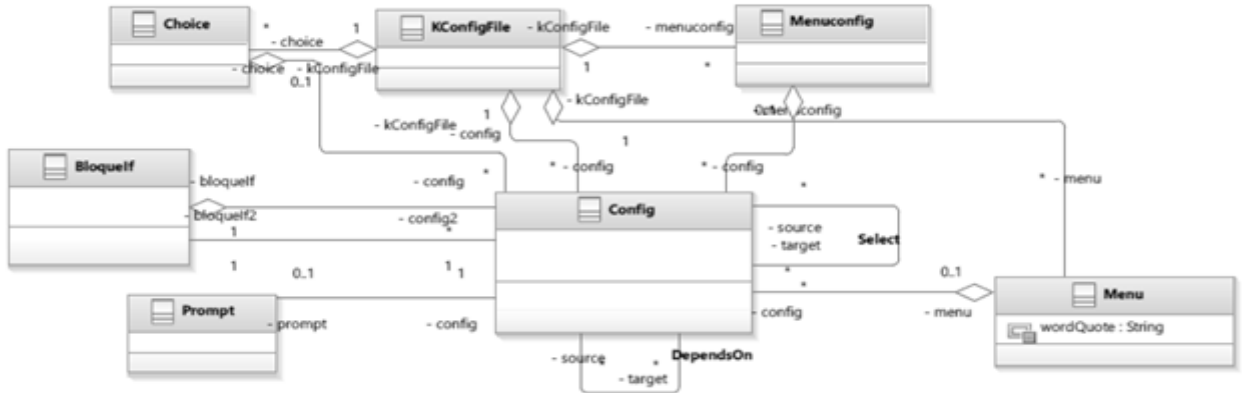 Choice
KConfigFile
Menuconfig
*
1
- kConfigFile
- menuconfig
- choice
- choice
- kConfigFile
0..1
1
*
- kConfigFile
1
- kConfigFile
- config
1
0..1
* - config
* - config
* - menu
BloqueIf
- bloqueIf
- config
*
*
Config
- bloqueIf2
- config2
1
*
- source
- target
Select
1
0..1
1
1
*
*
0..1
Menu
Prompt
- prompt
- config
- config
- menu
wordQuote : String
- source
*
*
DependsOn
- target